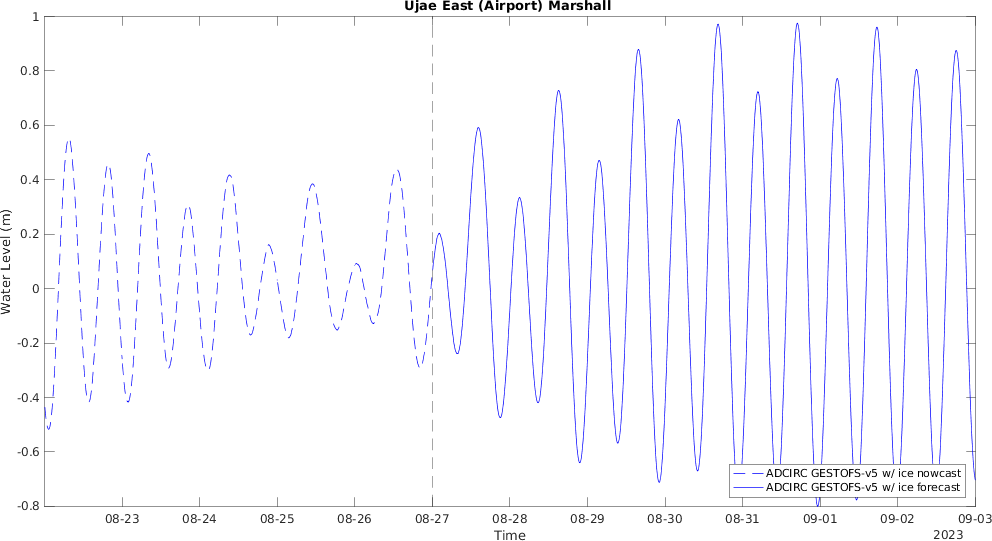 Ujae East (Airport) Marshall
1
0.8
0.6
0.4
0.2
0
-0.2
-0.4
-0.6
-0.8
Water Level (m)
ADCIRC GESTOFS-v5 w/ ice nowcast
ADCIRC GESTOFS-v5 w/ ice forecast
08-23 08-24 08-25 08-26 08-27 08-28 08-29 08-30 08-31 09-01 09-02 09-03
Time
2023